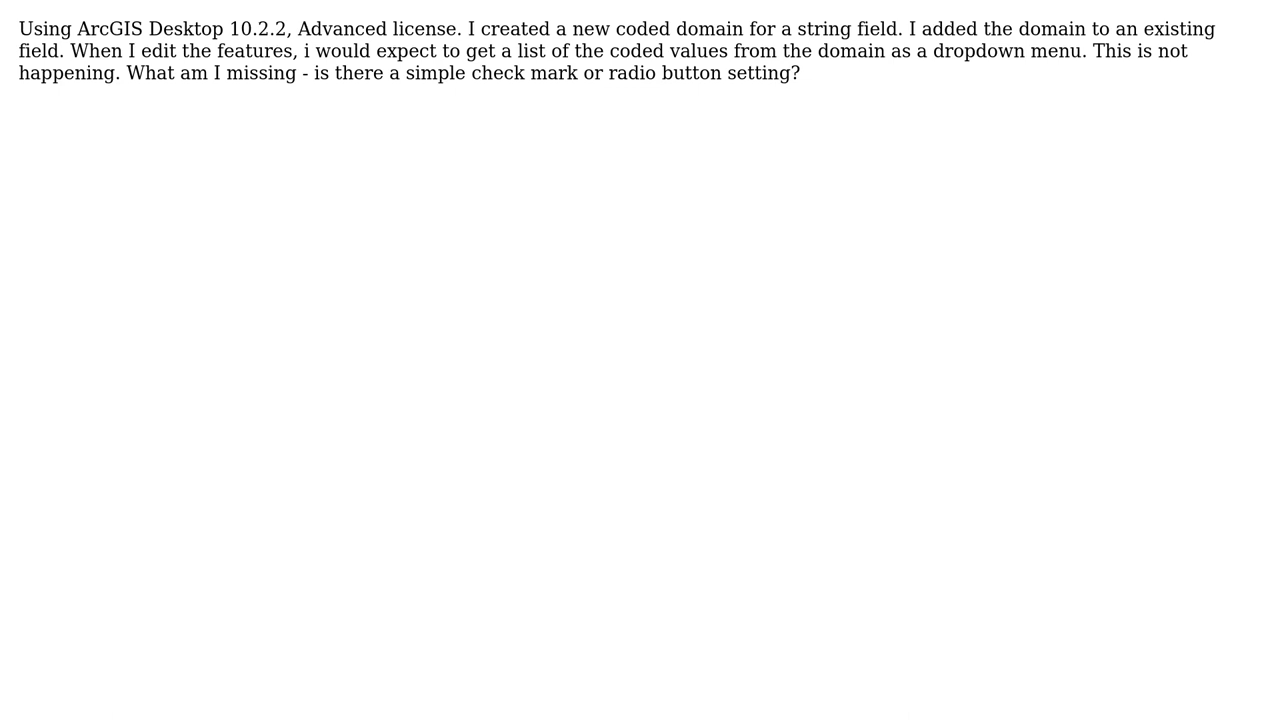 Using ArcGIS Desktop 10.2.2, Advanced license. I created a new coded domain for a string field. I added the domain to an existing
field. When I edit the features, i would expect to get a list of the coded values from the domain as a dropdown menu. This is not
happening. What am I missing - is there a simple check mark or radio button setting?